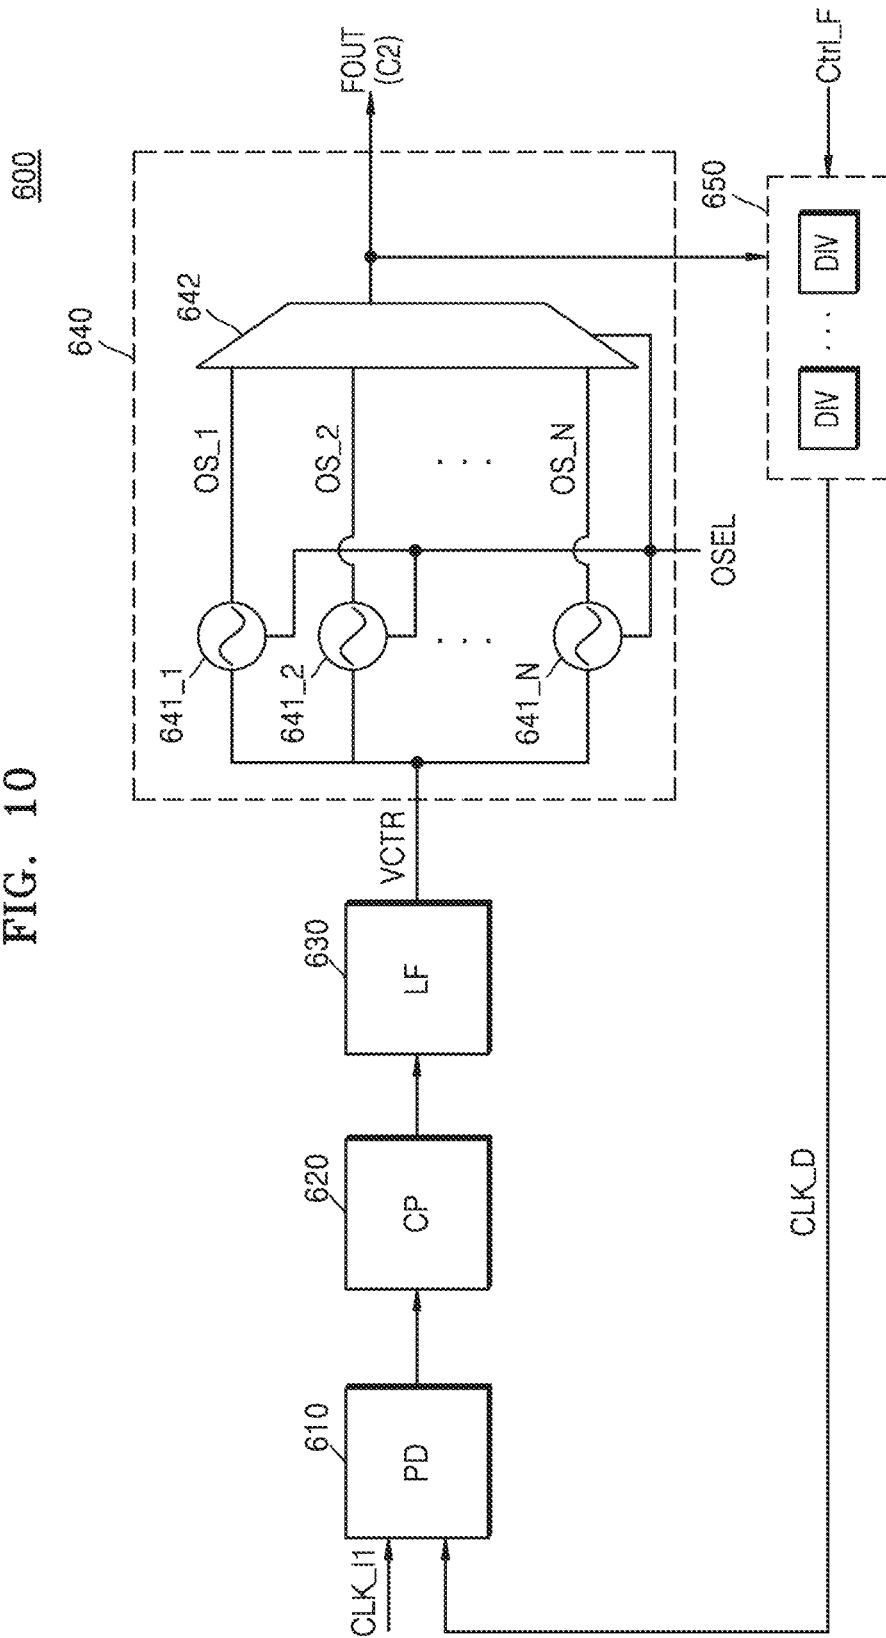 FIG. 10
600
640
642
FOUT
(C2)
641_1
OS_1
641_2
OS_2
. . .
. . .
641_N
OS_N
OSEL
VCTR
630
LF
620
CP
610
PD
CLK_I1
CLK_D
650
DIV
. . .
DIV
Ctrl_F